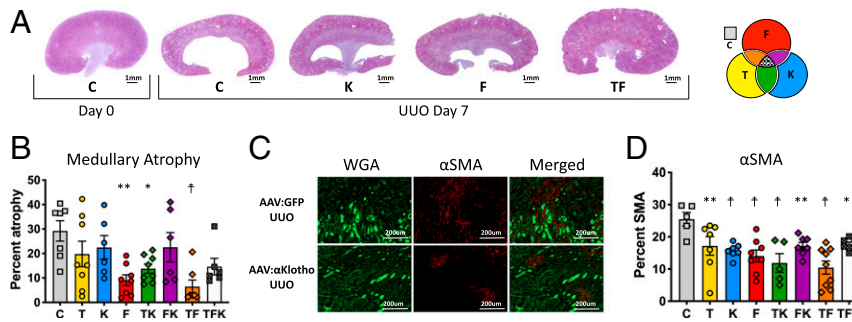 A
1mm 1mm 1mm 1mm 1mm
C C K F TF
Day 0 UUO Day 7
C F T K
B
Medullary Atrophy
Percent atrophy
50
40
30
20
10
0
** * †
C T K F TK FK TF TFK
C
WGA αSMA Merged
AAV:GFP
UUO
200um 200um 200um
AAV:αKlotho
UUO
200um 200um 200um
D
αSMA
Percent SMA
40
30
20
10
0
** † † † ** † *
C T K F TK FK TF